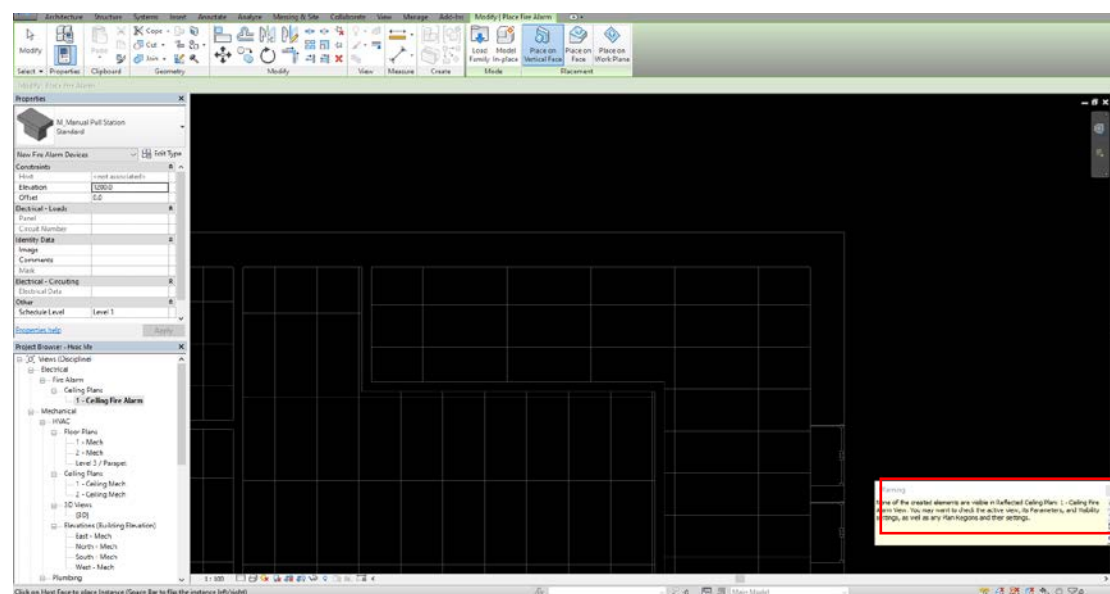 Architecture Structure Systems Insert Annotate Analyze Massing & Site Collaborate View Manage Add-Ins Modify | Place Fire Alarm
Modify
Paste
Cope
Cut
Join
Load Family
Model In-place
Place on Vertical Face
Place on Face
Place on Work Plane
Select Properties Clipboard Geometry Modify View Measure Create Mode Placement
Modify | Place Fire Alarm
Properties
M_Manual Pull Station
Standard
New Fire Alarm Devices Edit Type
Constraints
Host <not associated>
Elevation 1200.0
Offset 0.0
Electrical - Loads
Panel
Circuit Number
Identity Data
Image
Comments
Mark
Electrical - Circuiting
Electrical Data
Other
Schedule Level Level 1
Properties help Apply
Project Browser - Hvac Me
Views (Discipline)
Electrical
Fire Alarm
Ceiling Plans
1 - Ceiling Fire Alarm
Mechanical
HVAC
Floor Plans
1 - Mech
2 - Mech
Level 3 / Parapet
Ceiling Plans
1 - Ceiling Mech
2 - Ceiling Mech
3D Views
{3D}
Elevations (Building Elevation)
East - Mech
North - Mech
South - Mech
West - Mech
Plumbing
Warning
None of the created elements are visible in Reflected Ceiling Plan: 1 - Ceiling Fire
Alarm View. You may want to check the active view, its Parameters, and Visibility
settings, as well as any Plan Regions and their settings.
1 : 100
Click on Host Face to place Instance (Space Bar to flip the instance left/right) Main Model